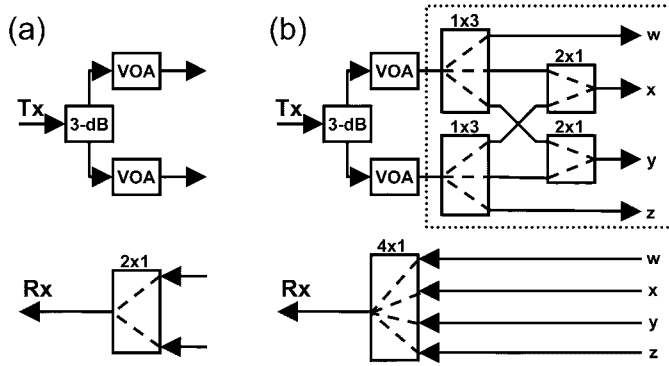 (a)
VOA
Tx
3-dB
VOA
2x1
Rx
(b)
1x3
w
VOA
2x1
x
Tx
3-dB
1x3
2x1
y
VOA
z
4x1
w
Rx
x
y
z